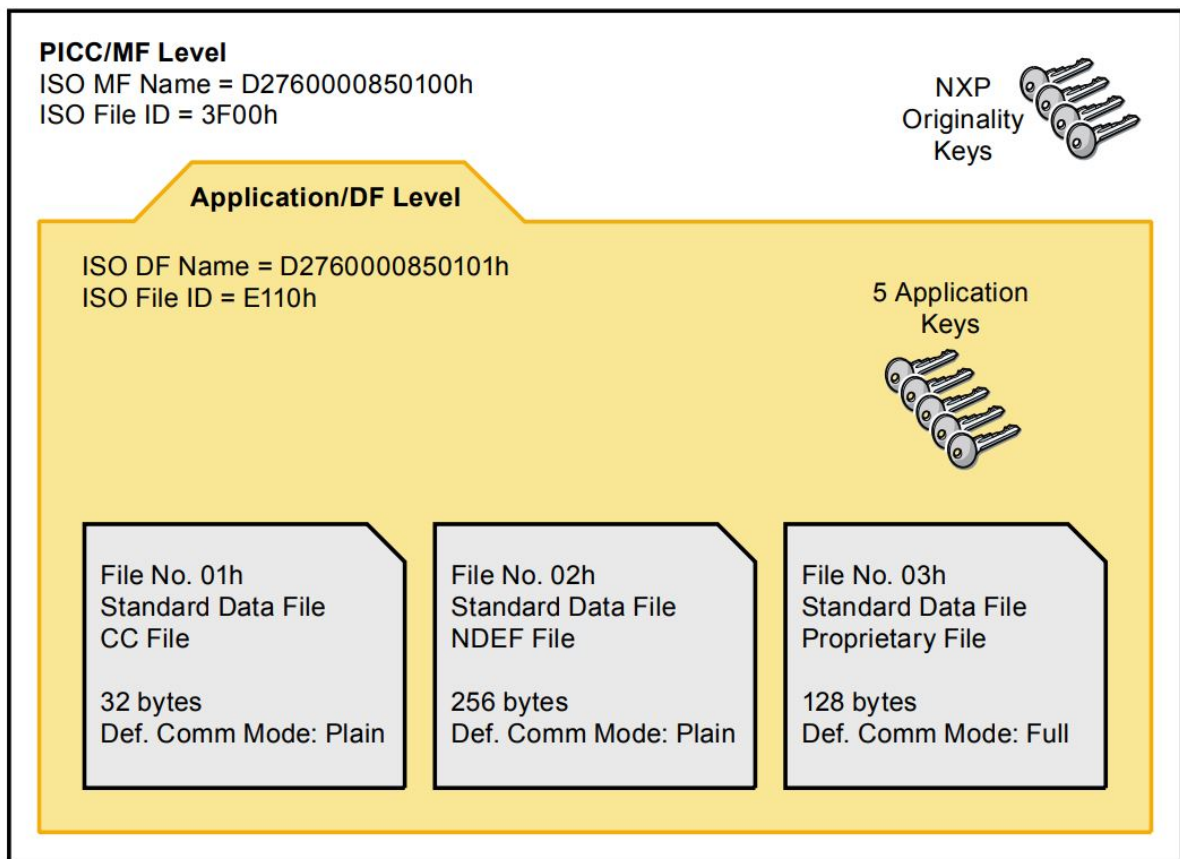 PICC/MF Level
ISO MF Name = D2760000850100h
ISO File ID = 3F00h
NXP
Originality
Keys
Application/DF Level
ISO DF Name = D2760000850101h
ISO File ID = E110h
5 Application
Keys
File No. 01h
Standard Data File
CC File
32 bytes
Def. Comm Mode: Plain
File No. 02h
Standard Data File
NDEF File
256 bytes
Def. Comm Mode: Plain
File No. 03h
Standard Data File
Proprietary File
128 bytes
Def. Comm Mode: Full